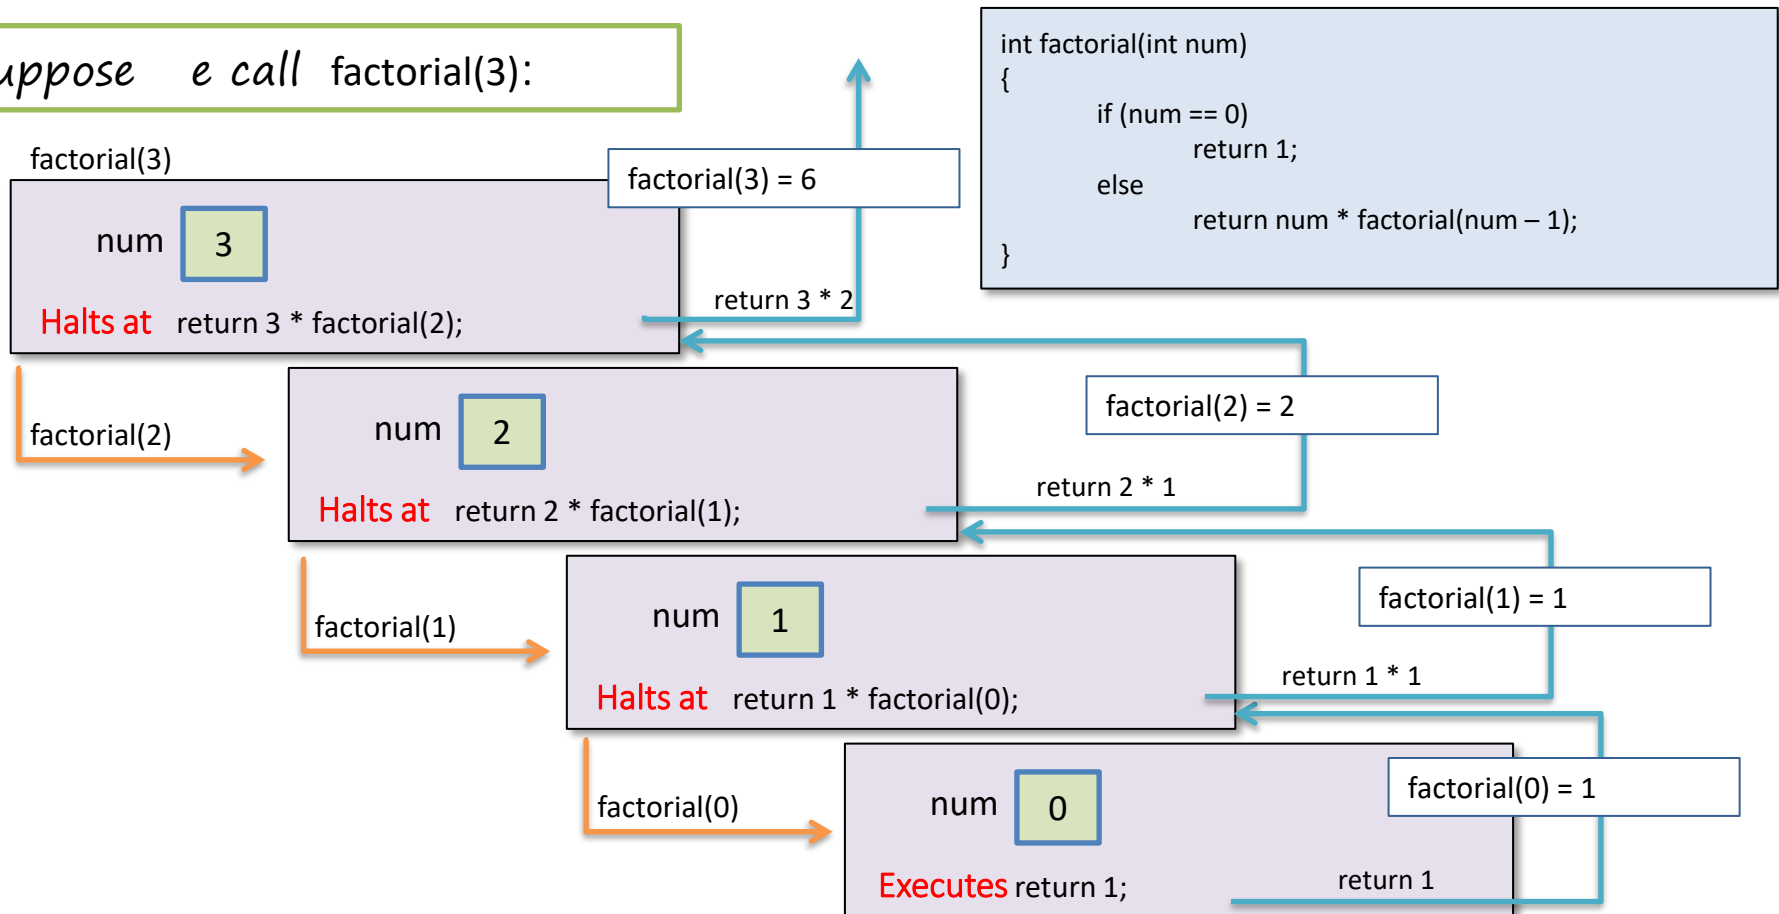 uppose e call factorial(3):
int factorial(int num)
{
if (num == 0)
return 1;
else
return num * factorial(num – 1);
}
factorial(3)
factorial(3) = 6
num 3
Halts at return 3 * factorial(2);
return 3 * 2
factorial(2)
num 2
factorial(2) = 2
Halts at return 2 * factorial(1);
return 2 * 1
factorial(1)
num 1
factorial(1) = 1
Halts at return 1 * factorial(0);
return 1 * 1
factorial(0)
num 0
factorial(0) = 1
Executes return 1;
return 1